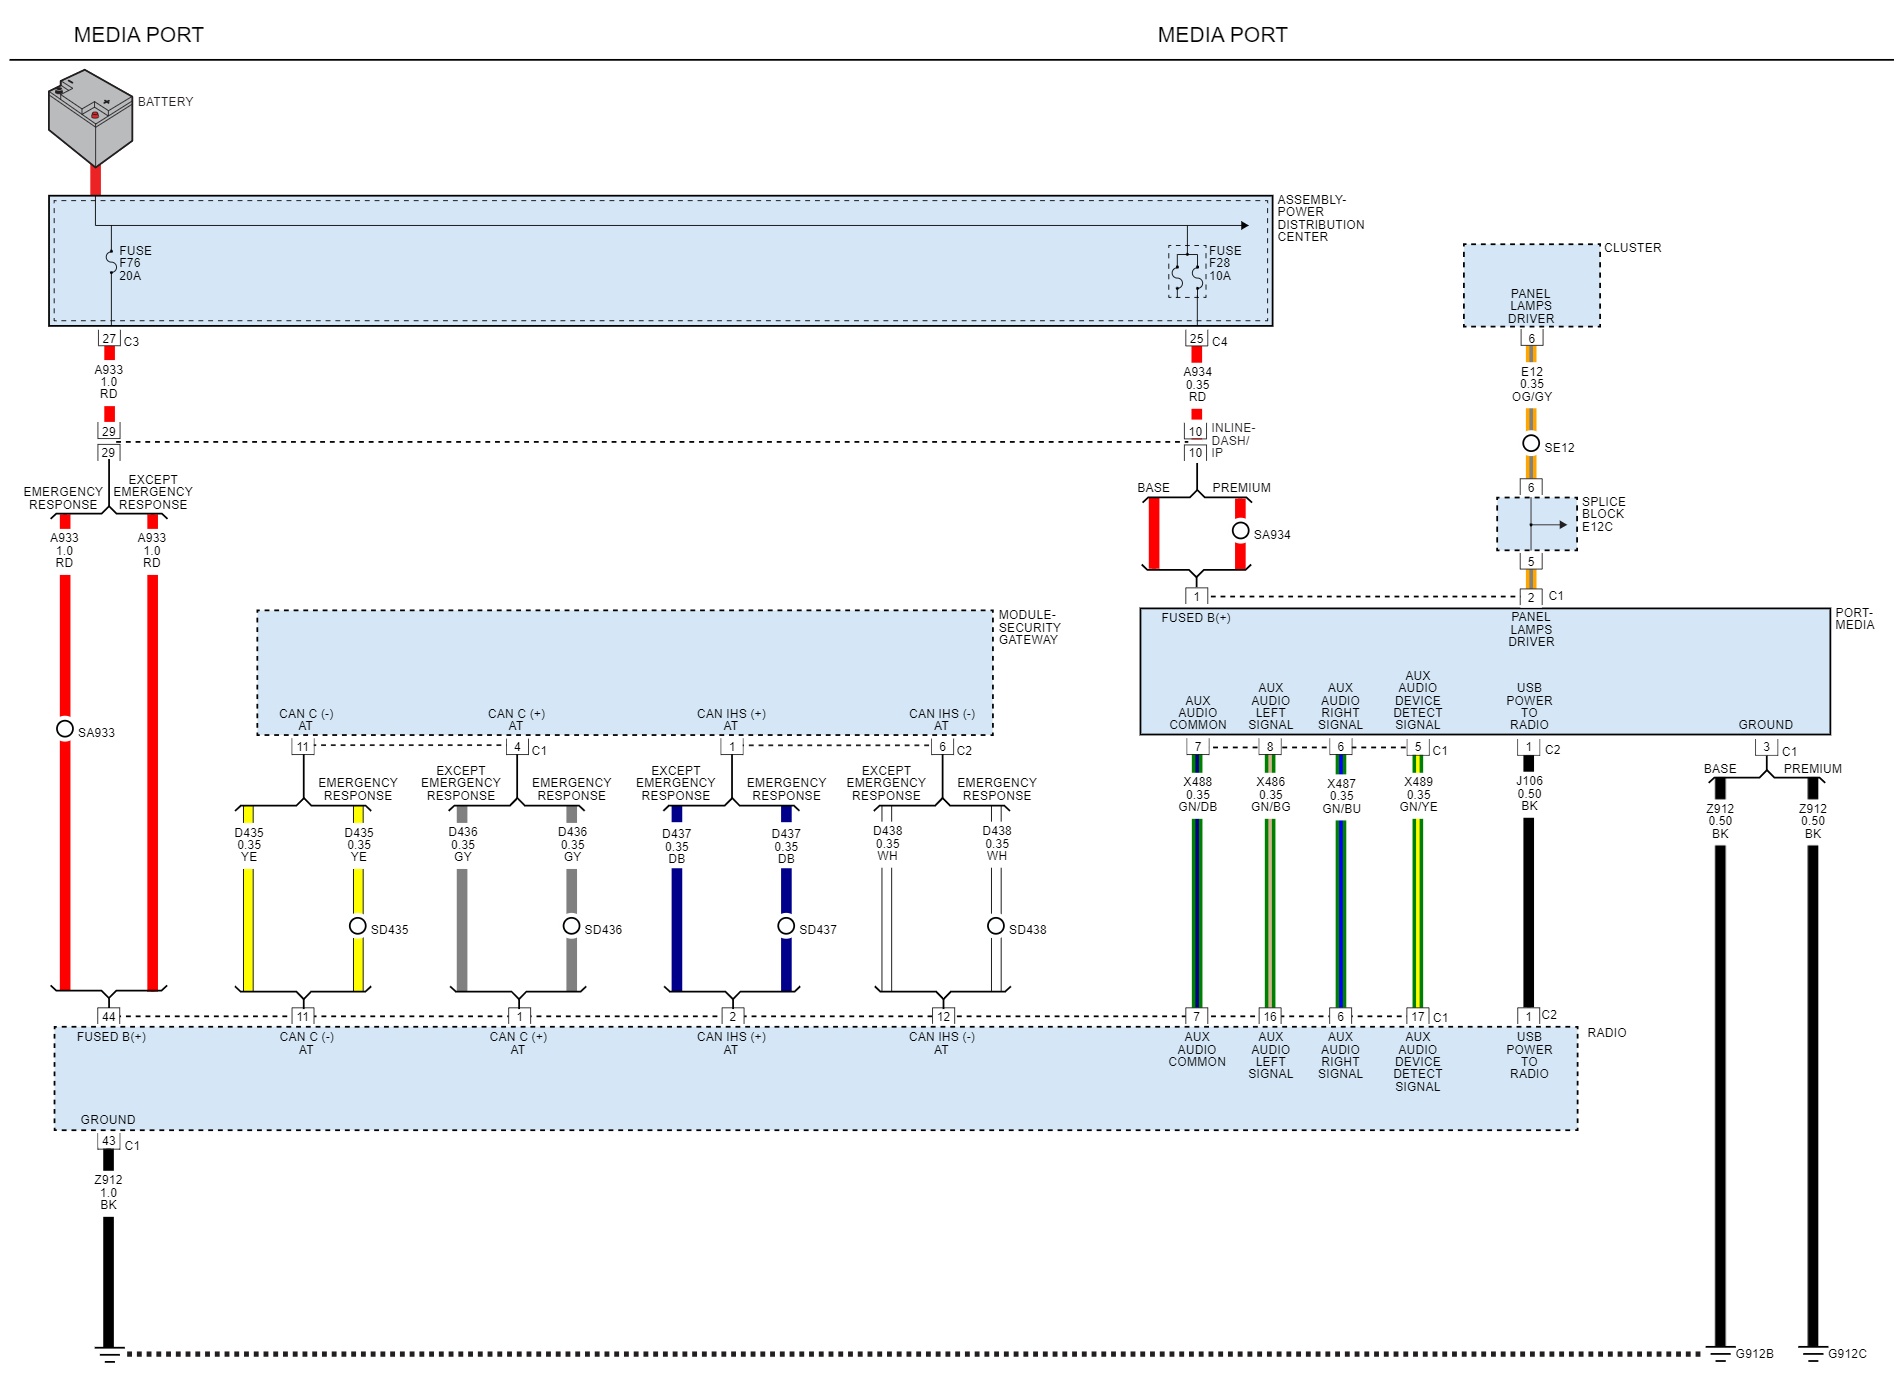 MEDIA PORT
MEDIA PORT
BATTERY
ASSEMBLY-
POWER
DISTRIBUTION
CENTER
FUSE
F76
20A
FUSE
F28
10A
CLUSTER
PANEL
LAMPS
DRIVER
27
C3
25
C4
6
A933
1.0
RD
A934
0.35
RD
E12
0.35
OG/GY
29
29
10
10
INLINE-
DASH/
IP
SE12
EMERGENCY
RESPONSE
EXCEPT
EMERGENCY
RESPONSE
BASE
PREMIUM
6
SPLICE
BLOCK
E12C
5
A933
1.0
RD
A933
1.0
RD
SA934
1
2
C1
MODULE-
SECURITY
GATEWAY
FUSED B(+)
PANEL
LAMPS
DRIVER
PORT-
MEDIA
SA933
CAN C (-)
AT
CAN C (+)
AT
CAN IHS (+)
AT
CAN IHS (-)
AT
AUX
AUDIO
COMMON
AUX
AUDIO
LEFT
SIGNAL
AUX
AUDIO
RIGHT
SIGNAL
AUX
AUDIO
DEVICE
DETECT
SIGNAL
USB
POWER
TO
RADIO
GROUND
11
4
C1
1
6
C2
7
8
6
5
C1
1
C2
3
C1
EMERGENCY
RESPONSE
EXCEPT
EMERGENCY
RESPONSE
EMERGENCY
RESPONSE
EXCEPT
EMERGENCY
RESPONSE
EMERGENCY
RESPONSE
EXCEPT
EMERGENCY
RESPONSE
EMERGENCY
RESPONSE
X488
0.35
GN/DB
X486
0.35
GN/BG
X487
0.35
GN/BU
X489
0.35
GN/YE
J106
0.50
BK
BASE
PREMIUM
Z912
0.50
BK
Z912
0.50
BK
D435
0.35
YE
D435
0.35
YE
D436
0.35
GY
D436
0.35
GY
D437
0.35
DB
D437
0.35
DB
D438
0.35
WH
D438
0.35
WH
SD435
SD436
SD437
SD438
44
11
1
2
12
7
16
6
17
C1
1
C2
RADIO
FUSED B(+)
CAN C (-)
AT
CAN C (+)
AT
CAN IHS (+)
AT
CAN IHS (-)
AT
AUX
AUDIO
COMMON
AUX
AUDIO
LEFT
SIGNAL
AUX
AUDIO
RIGHT
SIGNAL
AUX
AUDIO
DEVICE
DETECT
SIGNAL
USB
POWER
TO
RADIO
GROUND
43
C1
Z912
1.0
BK
G912B
G912C